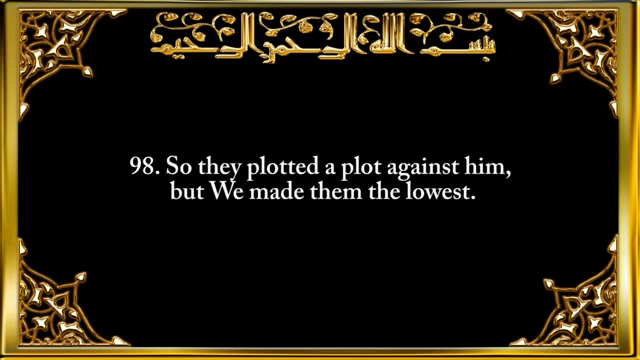 بسم الله الرحمن الرحيم
98. So they plotted a plot against him,
but We made them the lowest.